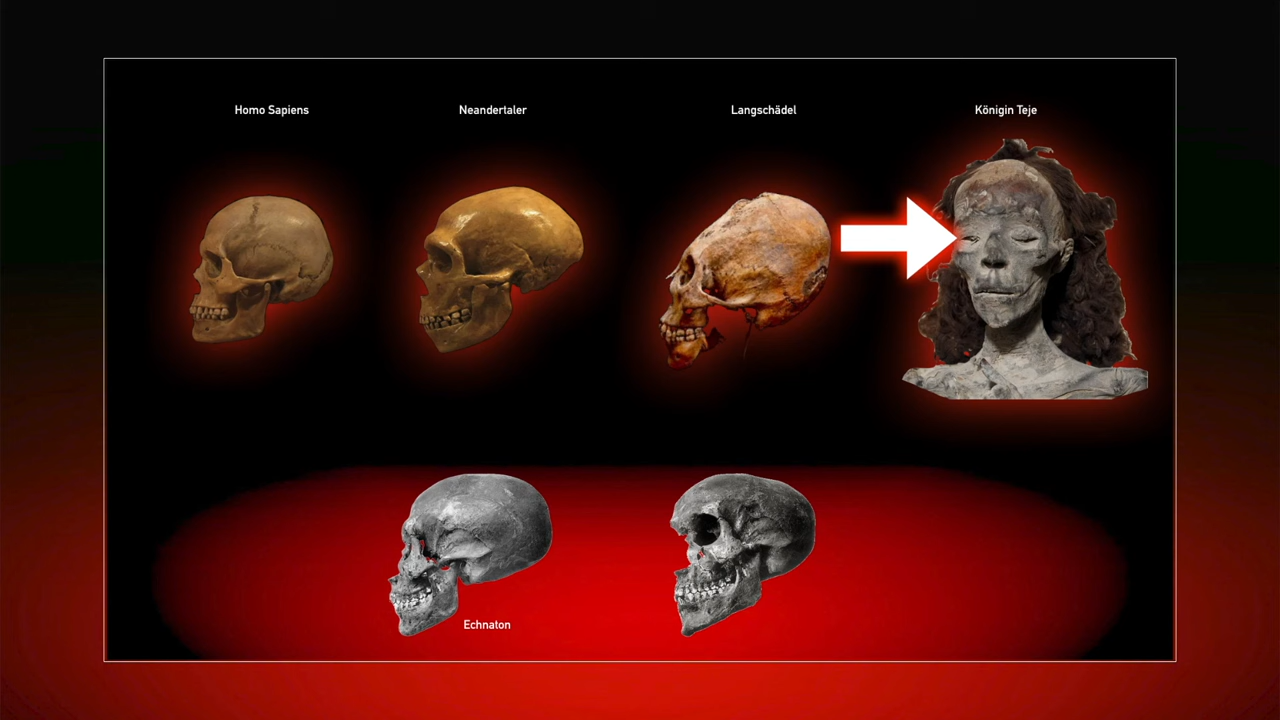 Homo Sapiens
Neandertaler
Langschädel
Königin Teje
Echnaton